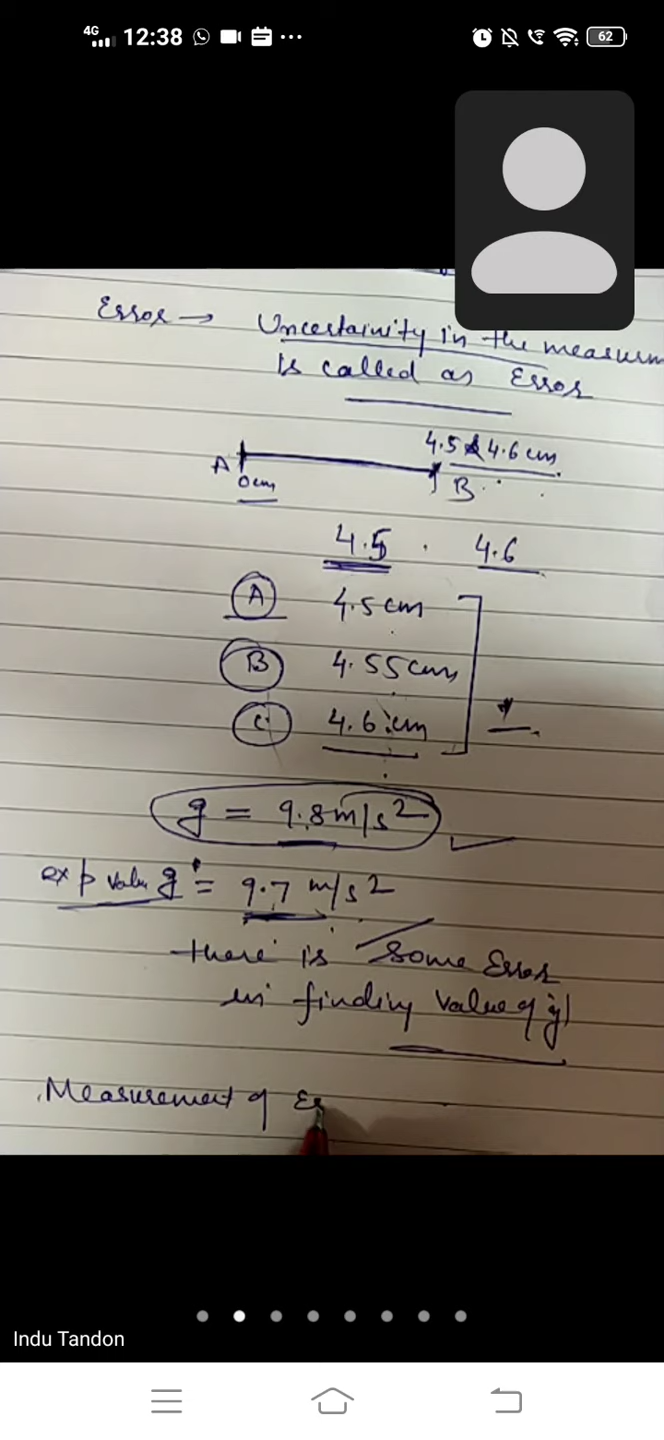 4G 12:38 ... 62
Error → Uncertainity in the measurm
is called as Error
4.5 & 4.6 cm
A
0cm
B
4.5 . 4.6
A 4.5 cm
B 4.55 cm
C 4.6 cm
g = 9.8 m/s2
exp value g' = 9.7 m/s2
there is some Error
in finding value of 'g'
Measurement of Er
Indu Tandon